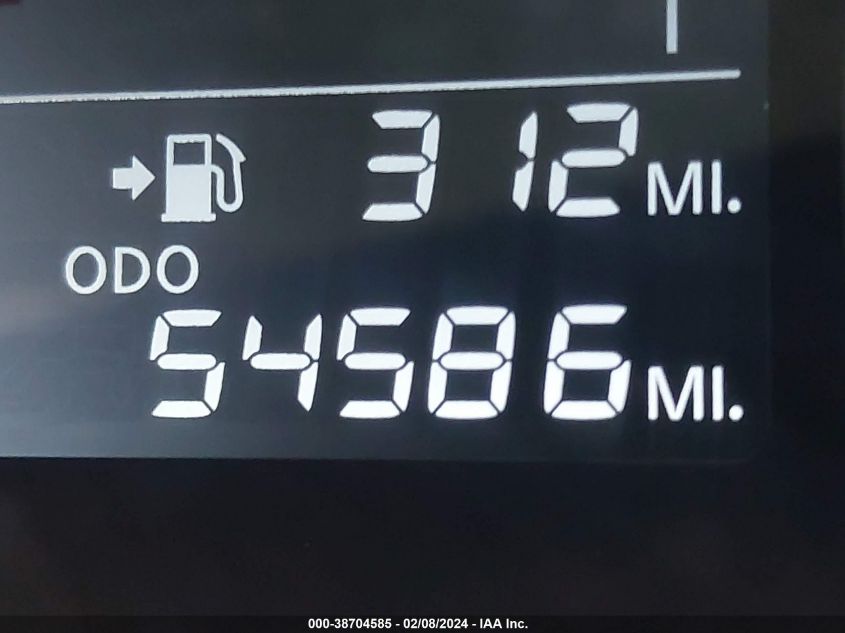 312 MI.
ODO
54586 MI.
000-38704585 - 02/08/2024 - IAA Inc.